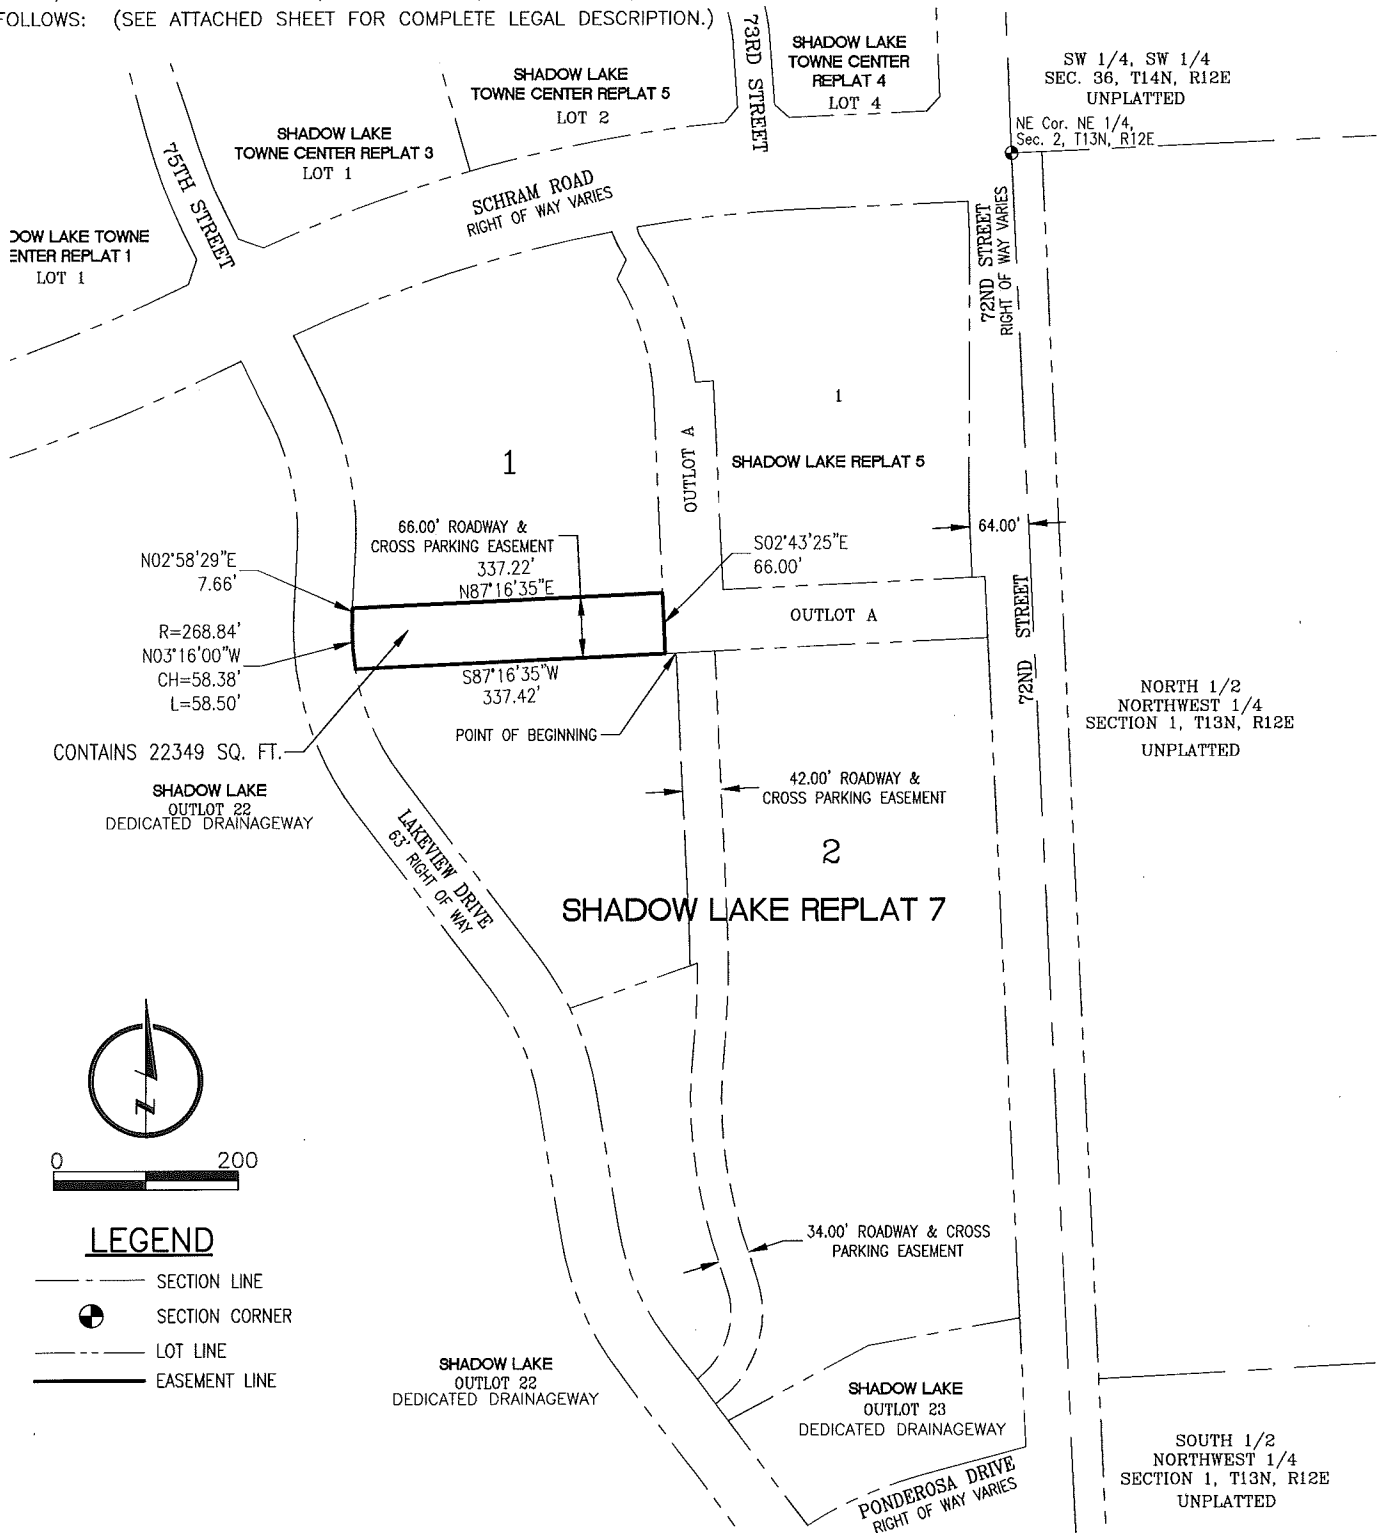 FOLLOWS: (SEE ATTACHED SHEET FOR COMPLETE LEGAL DESCRIPTION.)
73RD STREET
SHADOW LAKE
TOWNE CENTER
REPLAT 4
LOT 4
SW 1/4, SW 1/4
SEC. 36, T14N, R12E
UNPLATTED
NE Cor. NE 1/4,
Sec. 2, T13N, R12E
SHADOW LAKE
TOWNE CENTER REPLAT 5
LOT 2
SHADOW LAKE
TOWNE CENTER REPLAT 3
LOT 1
75TH STREET
SCHRAM ROAD
RIGHT OF WAY VARIES
72ND STREET
RIGHT OF WAY VARIES
DOW LAKE TOWNE
ENTER REPLAT 1
LOT 1
1
1
OUTLOT A
SHADOW LAKE REPLAT 5
66.00' ROADWAY &
CROSS PARKING EASEMENT
337.22'
N87°16'35"E
S02°43'25"E
66.00'
64.00'
N02°58'29"E
7.66'
OUTLOT A
72ND STREET
R=268.84'
N03°16'00"W
CH=58.38'
L=58.50'
S87°16'35"W
337.42'
POINT OF BEGINNING
CONTAINS 22349 SQ. FT.
NORTH 1/2
NORTHWEST 1/4
SECTION 1, T13N, R12E
UNPLATTED
SHADOW LAKE
OUTLOT 22
DEDICATED DRAINAGEWAY
42.00' ROADWAY &
CROSS PARKING EASEMENT
LAKEVIEW DRIVE
63' RIGHT OF WAY
2
SHADOW LAKE REPLAT 7
N
0 200
LEGEND
SECTION LINE
SECTION CORNER
LOT LINE
EASEMENT LINE
34.00' ROADWAY & CROSS
PARKING EASEMENT
SHADOW LAKE
OUTLOT 22
DEDICATED DRAINAGEWAY
SHADOW LAKE
OUTLOT 23
DEDICATED DRAINAGEWAY
PONDEROSA DRIVE
RIGHT OF WAY VARIES
SOUTH 1/2
NORTHWEST 1/4
SECTION 1, T13N, R12E
UNPLATTED